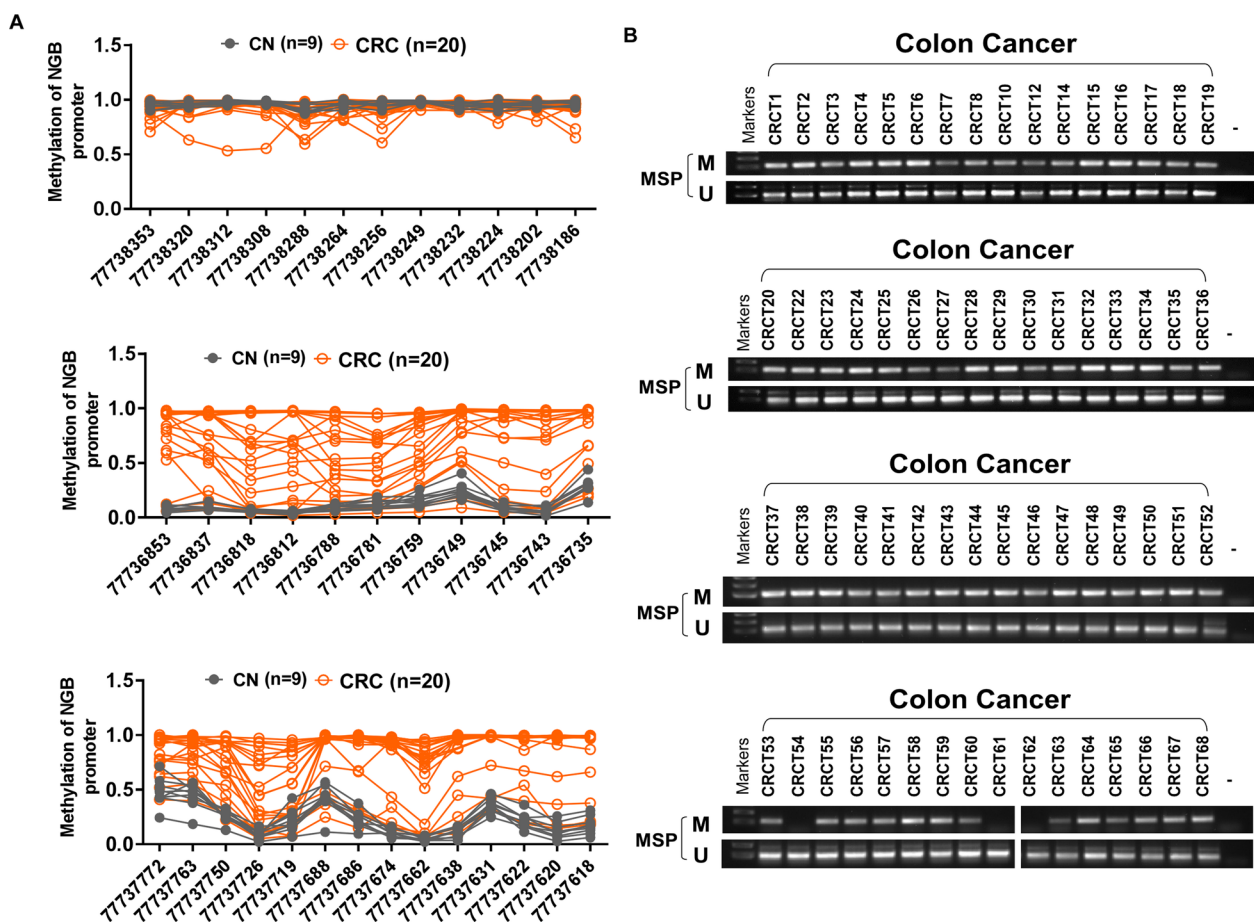 A
CN (n=9) CRC (n=20)
Methylation of NGB
promoter
1.5
1.0
0.5
0.0
77738353 77738320 77738312 77738308 77738288 77738264 77738256 77738249 77738232 77738224 77738202 77738186
CN (n=9) CRC (n=20)
Methylation of NGB
promoter
1.5
1.0
0.5
0.0
77736853 77736837 77736818 77736812 77736788 77736781 77736759 77736749 77736745 77736743 77736735
CN (n=9) CRC (n=20)
Methylation of NGB
promoter
1.5
1.0
0.5
0.0
77737772 77737763 77737750 77737726 77737719 77737688 77737686 77737674 77737662 77737638 77737631 77737622 77737620 77737618
B
Colon Cancer
Markers CRCT1 CRCT2 CRCT3 CRCT4 CRCT5 CRCT6 CRCT7 CRCT8 CRCT10 CRCT12 CRCT14 CRCT15 CRCT16 CRCT17 CRCT18 CRCT19 -
MSP
M
U
Colon Cancer
Markers CRCT20 CRCT22 CRCT23 CRCT24 CRCT25 CRCT26 CRCT27 CRCT28 CRCT29 CRCT30 CRCT31 CRCT32 CRCT33 CRCT34 CRCT35 CRCT36 -
MSP
M
U
Colon Cancer
Markers CRCT37 CRCT38 CRCT39 CRCT40 CRCT41 CRCT42 CRCT43 CRCT44 CRCT45 CRCT46 CRCT47 CRCT48 CRCT49 CRCT50 CRCT51 CRCT52 -
MSP
M
U
Colon Cancer
Markers CRCT53 CRCT54 CRCT55 CRCT56 CRCT57 CRCT58 CRCT59 CRCT60 CRCT61 CRCT62 CRCT63 CRCT64 CRCT65 CRCT66 CRCT67 CRCT68 -
MSP
M
U